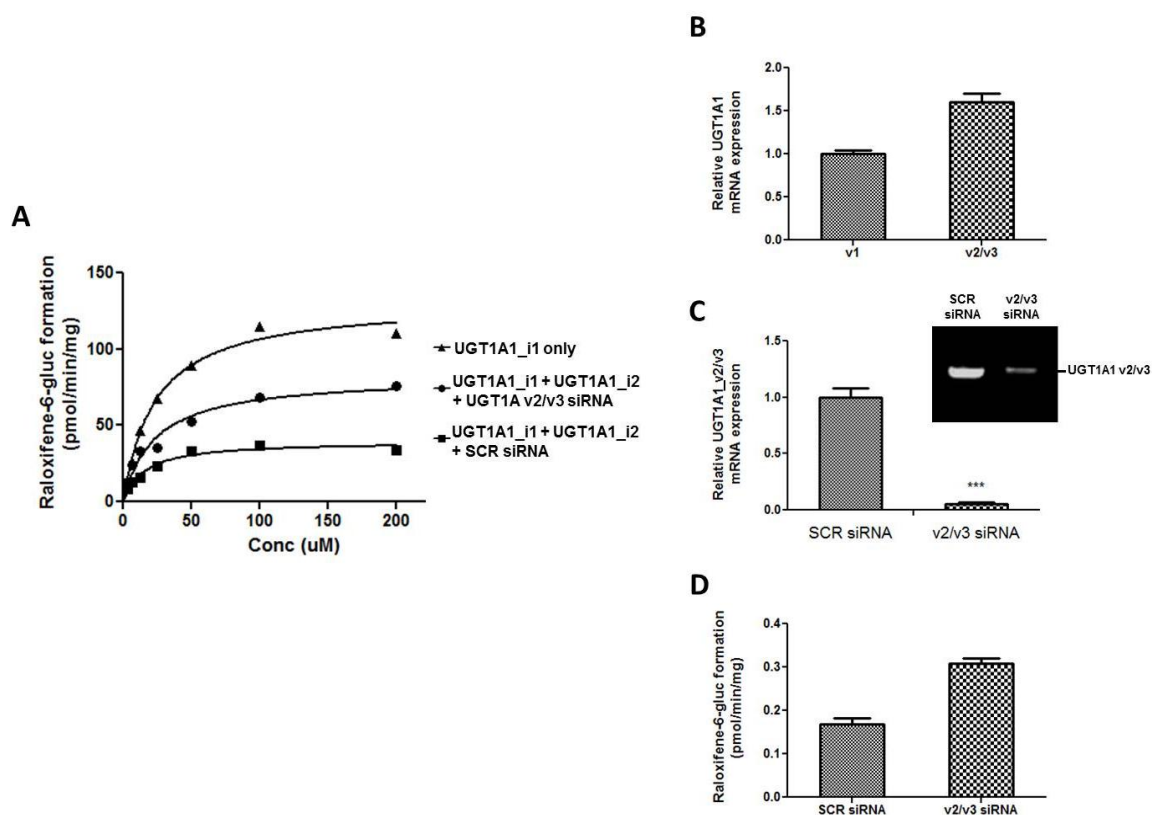 A
Raloxifene-6-gluc formation
(pmol/min/mg)
150
100
50
0
0
50
100
150
200
Conc (uM)
UGT1A1_i1 only
UGT1A1_i1 + UGT1A1_i2
+ UGT1A v2/v3 siRNA
UGT1A1_i1 + UGT1A1_i2
+ SCR siRNA
B
Relative UGT1A1
mRNA expression
2.0
1.5
1.0
0.5
0.0
v1
v2/v3
C
Relative UGT1A1_v2/v3
mRNA expression
1.5
1.0
0.5
0.0
SCR
siRNA
v2/v3
siRNA
UGT1A1 v2/v3
***
SCR siRNA
v2/v3 siRNA
D
Raloxifene-6-gluc formation
(pmol/min/mg)
0.4
0.3
0.2
0.1
0.0
SCR siRNA
v2/v3 siRNA